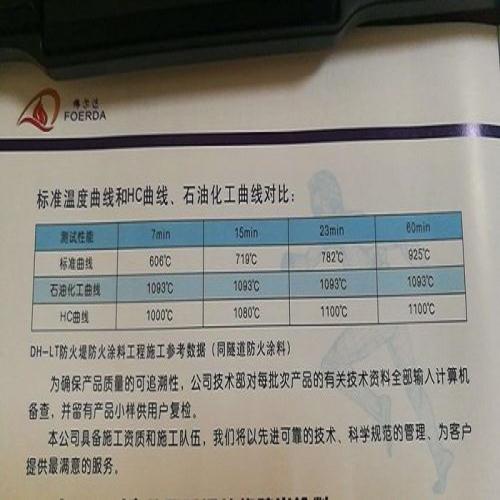 佛尔达
FOERDA
标准温度曲线和HC曲线、石油化工曲线对比：
测试性能 7min 15min 23min 60min
标准曲线 606℃ 719℃ 782℃ 925℃
石油化工曲线 1093℃ 1093℃ 1093℃ 1093℃
HC曲线 1000℃ 1080℃ 1100℃ 1100℃
DH-LT防火堤防火涂料工程施工参考数据（同隧道防火涂料）
为确保产品质量的可追溯性，公司技术部对每批次产品的有关技术资料全部输入计算机
备查，并留有产品小样供用户复检。
本公司具备施工资质和施工队伍，我们将以先进可靠的技术、科学规范的管理、为客户
提供最满意的服务。